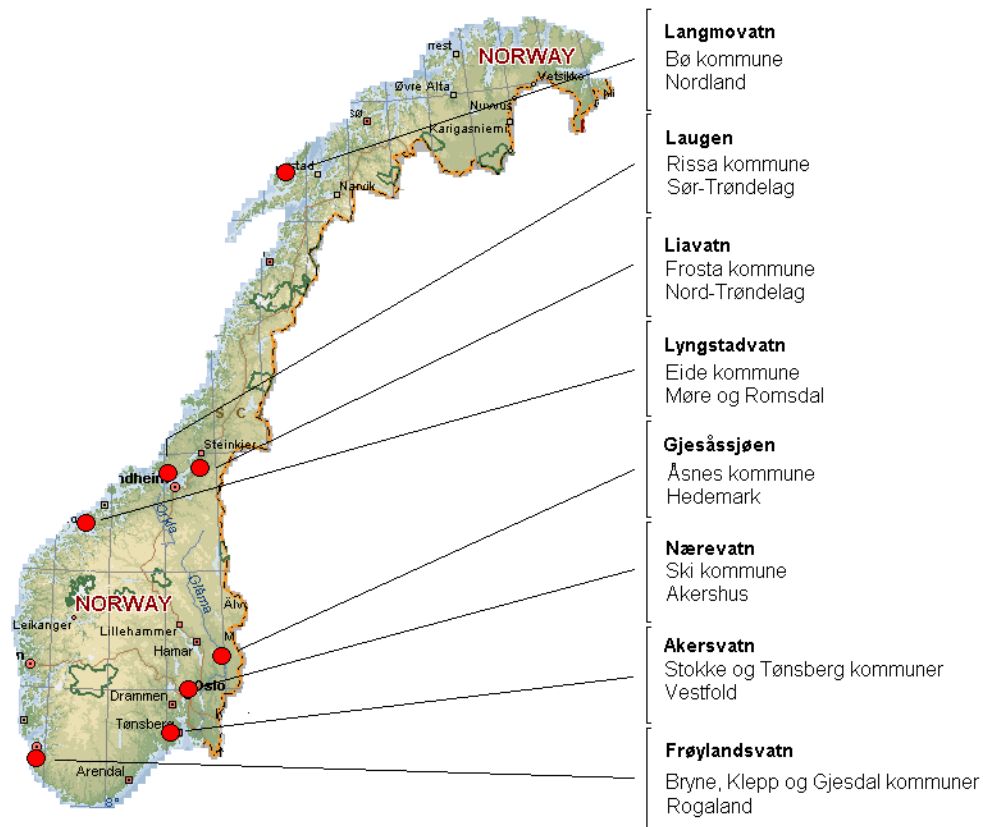 NORWAY
Øvre Alta
Vetsikke
Nuvvus
Karigasniemi
Narvik
S C
Steinkjer
Orkla
Glåma
NORWAY
Leikanger
Lillehammer
Hamar
M
Oslo
Drammen
Tønsberg
Arendal
8°
Langmovatn
Bø kommune
Nordland
Laugen
Rissa kommune
Sør-Trøndelag
Liavatn
Frosta kommune
Nord-Trøndelag
Lyngstadvatn
Eide kommune
Møre og Romsdal
Gjesåssjøen
Åsnes kommune
Hedemark
Nærevatn
Ski kommune
Akershus
Akersvatn
Stokke og Tønsberg kommuner
Vestfold
Frøylandsvatn
Bryne, Klepp og Gjesdal kommuner
Rogaland